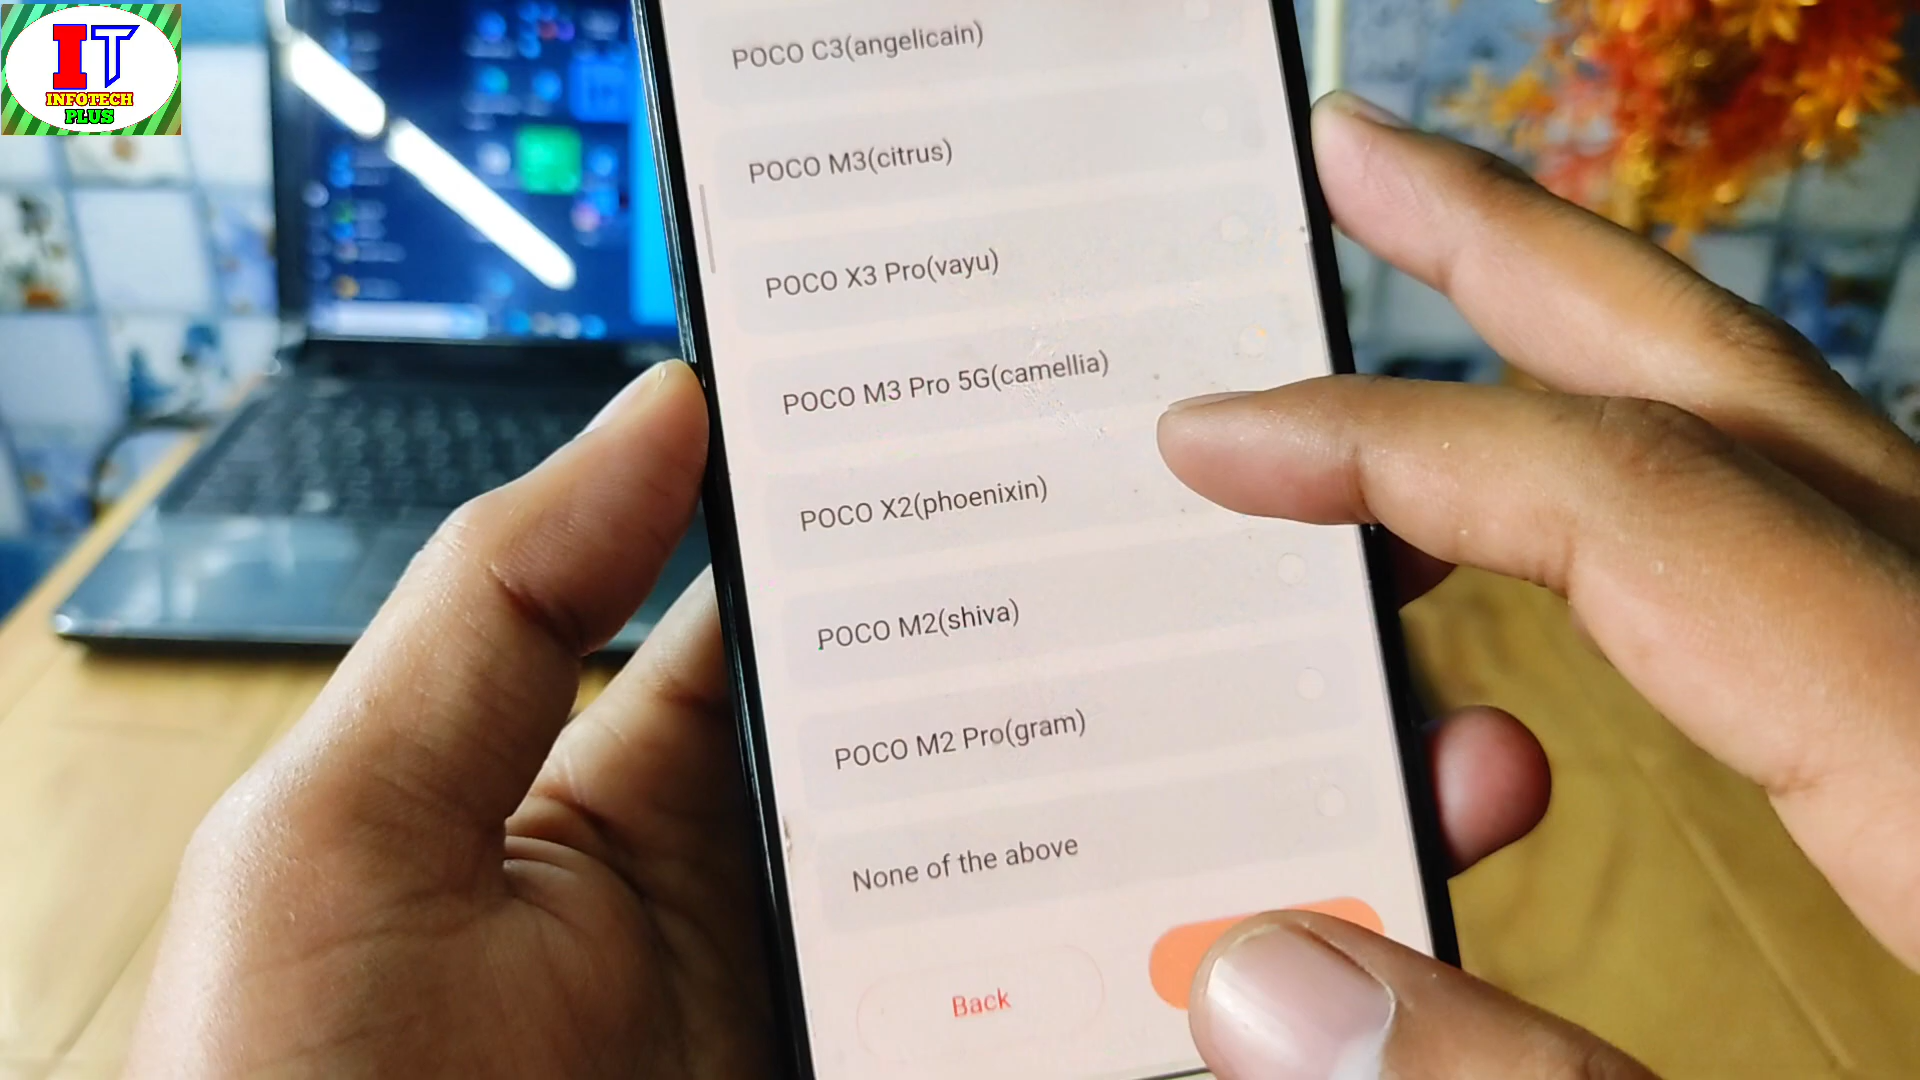 IT
INFOTECH
PLUS
POCO C3(angelicain)
POCO M3(citrus)
POCO X3 Pro(vayu)
POCO M3 Pro 5G(camellia)
POCO X2(phoenixin)
POCO M2(shiva)
POCO M2 Pro(gram)
None of the above
Back